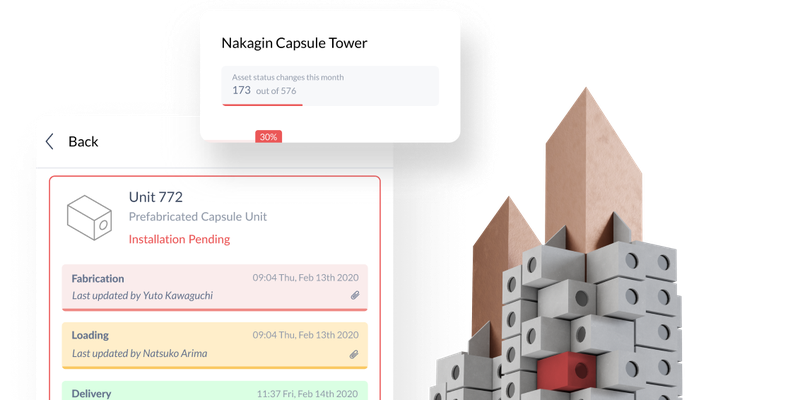 Nakagin Capsule Tower
Asset status changes this month
173 out of 576
30%
Back
Unit 772
Prefabricated Capsule Unit
Installation Pending
Fabrication 09:04 Thu, Feb 13th 2020
Last updated by Yuto Kawaguchi
Loading 09:04 Thu, Feb 13th 2020
Last updated by Natsuko Arima
Delivery 11:37 Fri, Feb 14th 2020